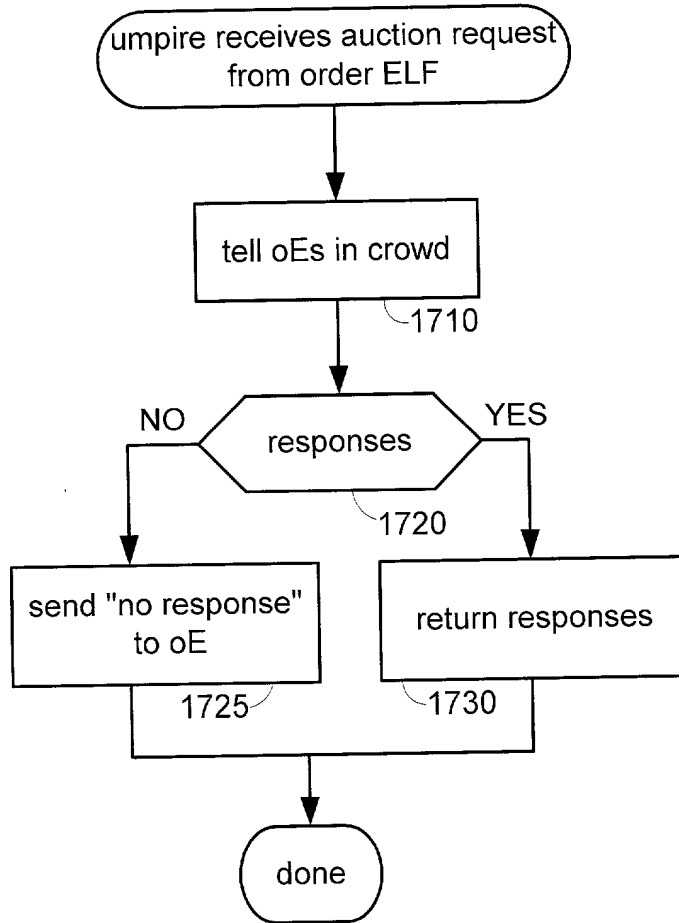 umpire receives auction request
from order ELF
tell oEs in crowd
1710
NO
YES
responses
1720
send "no response"
to oE
return responses
1725
1730
done